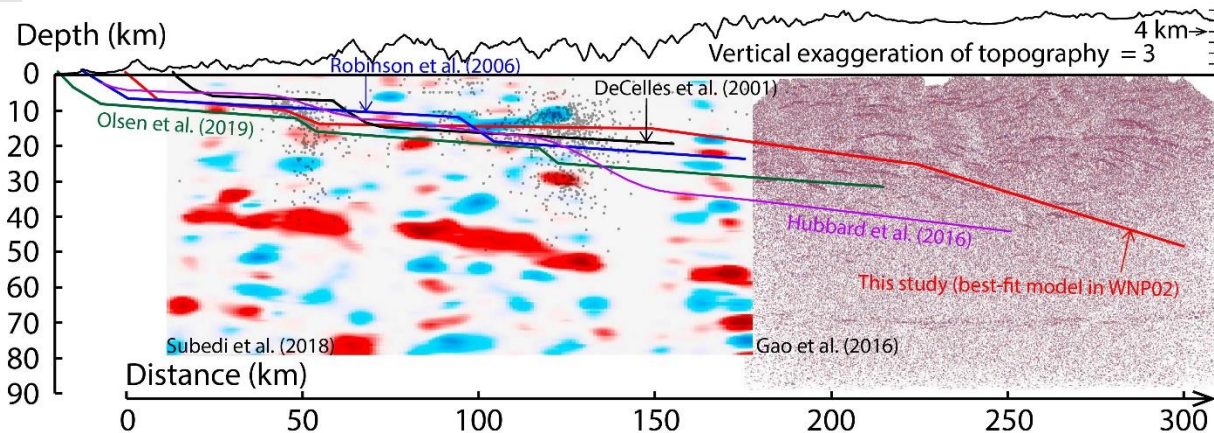 Depth (km)
4 km
Vertical exaggeration of topography = 3
Robinson et al. (2006)
DeCelles et al. (2001)
Olsen et al. (2019)
Hubbard et al. (2016)
This study (best-fit model in WNP02)
Subedi et al. (2018)
Gao et al. (2016)
0
10
20
30
40
50
60
70
80
90
Distance (km)
0
50
100
150
200
250
300